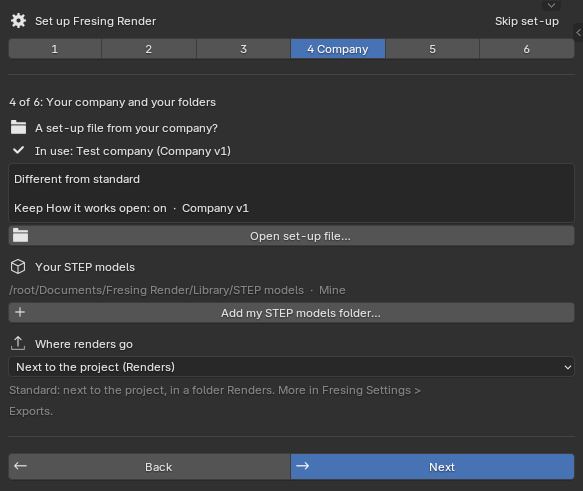 Set up Fresing Render
Skip set-up
1
2
3
4 Company
5
6
4 of 6: Your company and your folders
A set-up file from your company?
In use: Test company (Company v1)
Different from standard
Keep How it works open: on · Company v1
Open set-up file...
Your STEP models
/root/Documents/Fresing Render/Library/STEP models · Mine
Add my STEP models folder...
Where renders go
Next to the project (Renders)
Standard: next to the project, in a folder Renders. More in Fresing Settings >
Exports.
Back
Next